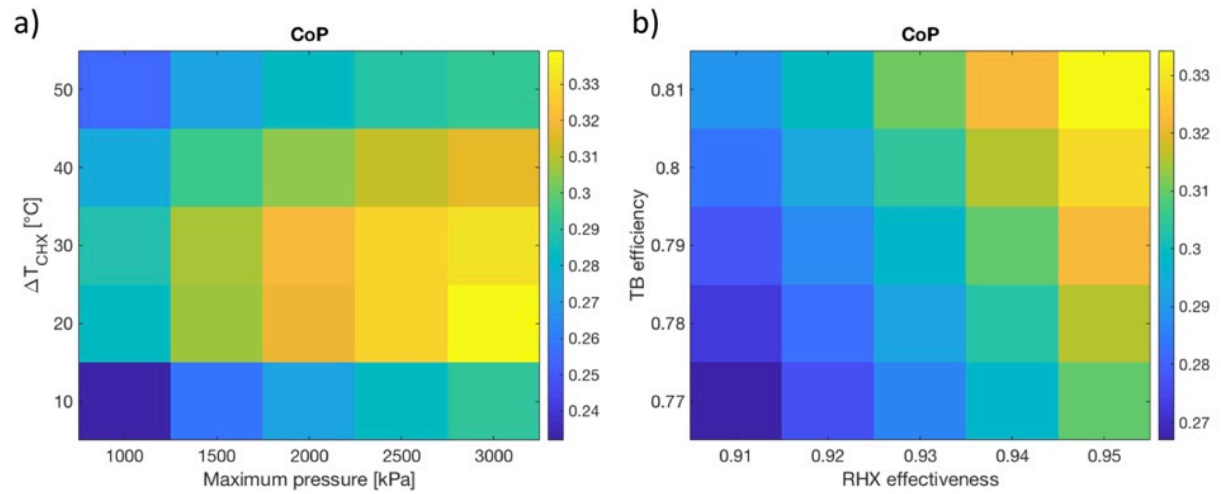 a)
CoP
50
40
30
20
10
ΔT_CHX [°C]
1000 1500 2000 2500 3000
Maximum pressure [kPa]
0.33
0.32
0.31
0.3
0.29
0.28
0.27
0.26
0.25
0.24
b)
CoP
0.81
0.8
0.79
0.78
0.77
TB efficiency
0.91 0.92 0.93 0.94 0.95
RHX effectiveness
0.33
0.32
0.31
0.3
0.29
0.28
0.27